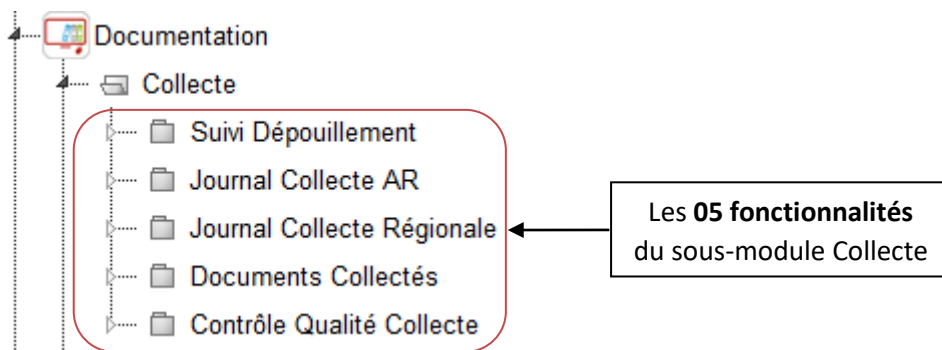 Documentation
Collecte
Suivi Dépouillement
Journal Collecte AR
Journal Collecte Régionale
Documents Collectés
Contrôle Qualité Collecte
Les 05 fonctionnalités
du sous-module Collecte